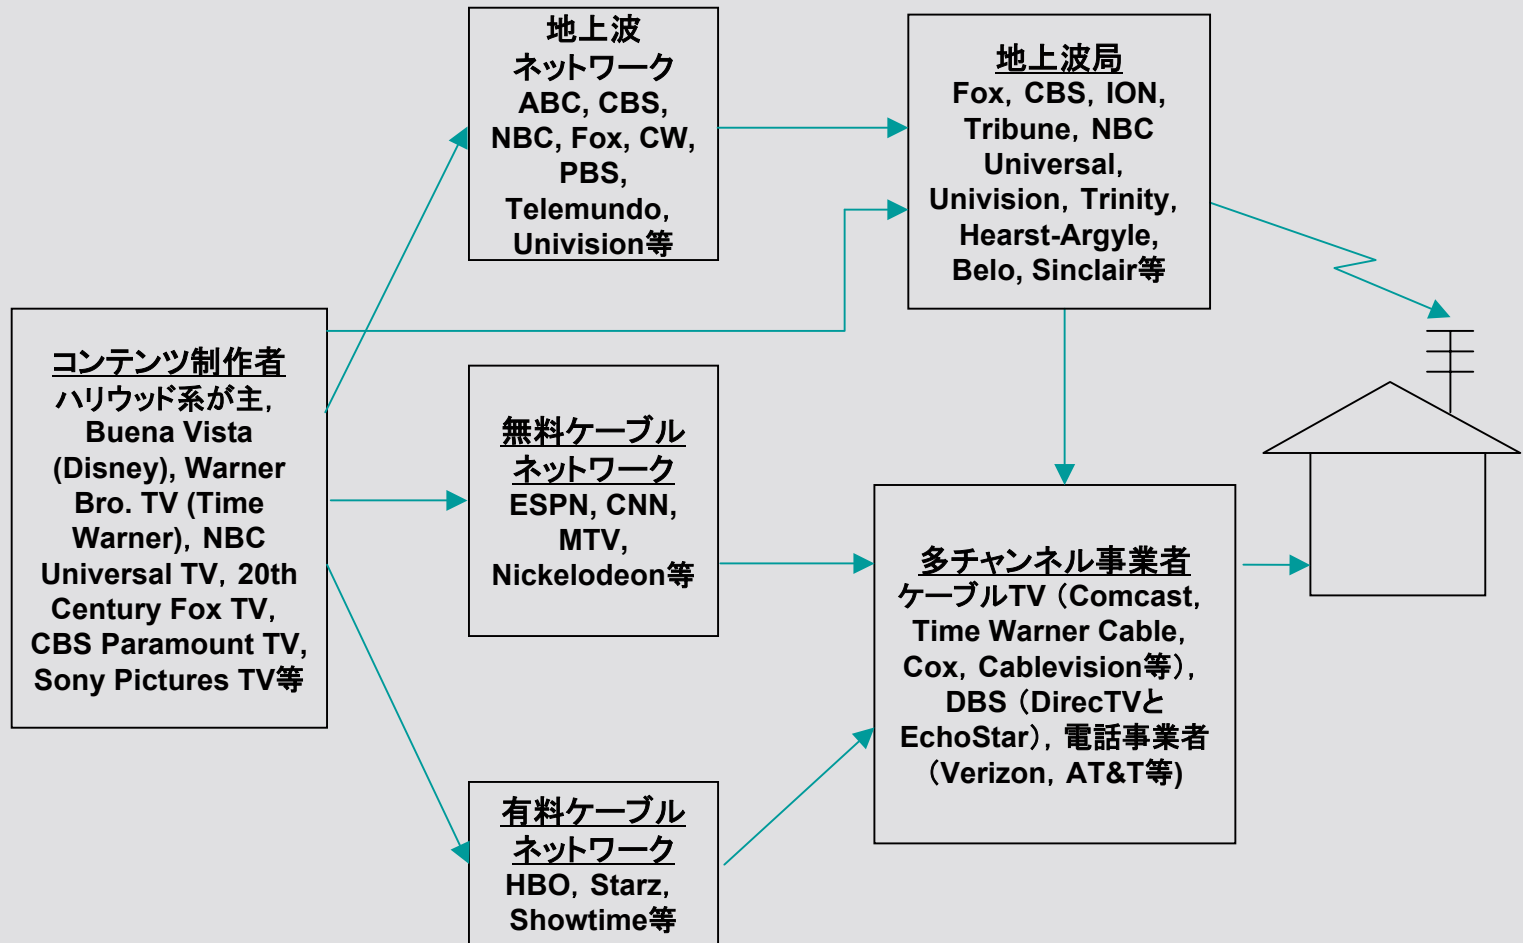 地上波
ネットワーク
ABC, CBS,
NBC, Fox, CW,
PBS,
Telemundo,
Univision等
地上波局
Fox, CBS, ION,
Tribune, NBC
Universal,
Univision, Trinity,
Hearst-Argyle,
Belo, Sinclair等
コンテンツ制作者
ハリウッド系が主,
Buena Vista
(Disney), Warner
Bro. TV (Time
Warner), NBC
Universal TV, 20th
Century Fox TV,
CBS Paramount TV,
Sony Pictures TV等
無料ケーブル
ネットワーク
ESPN, CNN,
MTV,
Nickelodeon等
多チャンネル事業者
ケーブルTV（Comcast,
Time Warner Cable,
Cox, Cablevision等）,
DBS（DirecTVと
EchoStar）, 電話事業者
（Verizon, AT&T等)
有料ケーブル
ネットワーク
HBO, Starz,
Showtime等